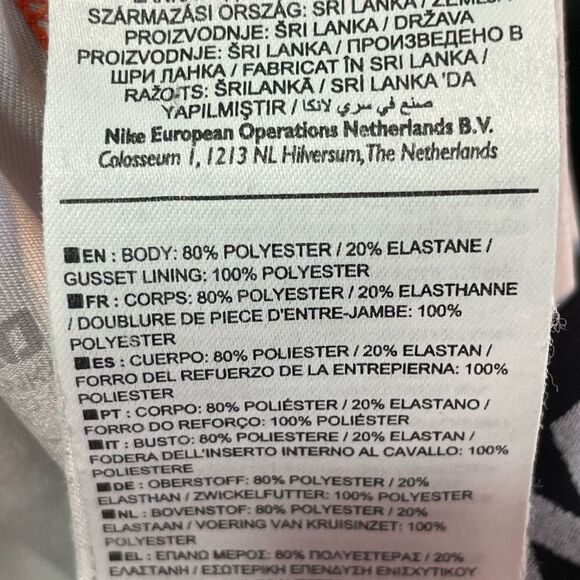 SZÁRMAZÁSI ORSZÁG: SRI LANKA / ZEMLJA
PROIZVODNJE: ŠRI LANKA / DRŽAVA
PROIZVODNJE: ŠRI LANKA / ПРОИЗВЕДЕНО В
ШРИ ЛАНКА / FABRICAT ÎN SRI LANKA /
RAŽOTS: ŠRILANKĀ / SRİ LANKA 'DA
YAPILMIŞTIR / صنع في سري لانكا
Nike European Operations Netherlands B.V.
Colosseum 1, 1213 NL Hilversum, The Netherlands
EN : BODY: 80% POLYESTER / 20% ELASTANE /
GUSSET LINING: 100% POLYESTER
FR : CORPS: 80% POLYESTER / 20% ELASTHANNE
/ DOUBLURE DE PIECE D'ENTRE-JAMBE: 100%
POLYESTER
ES : CUERPO: 80% POLIESTER / 20% ELASTAN /
FORRO DEL REFUERZO DE LA ENTREPIERNA: 100%
POLIESTER
PT : CORPO: 80% POLIÉSTER / 20% ELASTANO /
FORRO DO REFORÇO: 100% POLIÉSTER
IT : BUSTO: 80% POLIESTERE / 20% ELASTAN /
FODERA DELL'INSERTO INTERNO AL CAVALLO: 100%
POLIESTERE
DE : OBERSTOFF: 80% POLYESTER / 20%
ELASTHAN / ZWICKELFUTTER: 100% POLYESTER
NL : BOVENSTOF: 80% POLYESTER / 20%
ELASTAAN / VOERING VAN KRUISINZET: 100%
POLYESTER
EL : ΕΠΑΝΩ ΜΕΡΟΣ: 80% ΠΟΛΥΕΣΤΕΡΑΣ / 20%
ΕΛΑΣΤΑΝΗ / ΕΣΩΤΕΡΙΚΗ ΕΠΕΝΔΥΣΗ ΕΝΙΣΧΥΤΙΚΟΥ